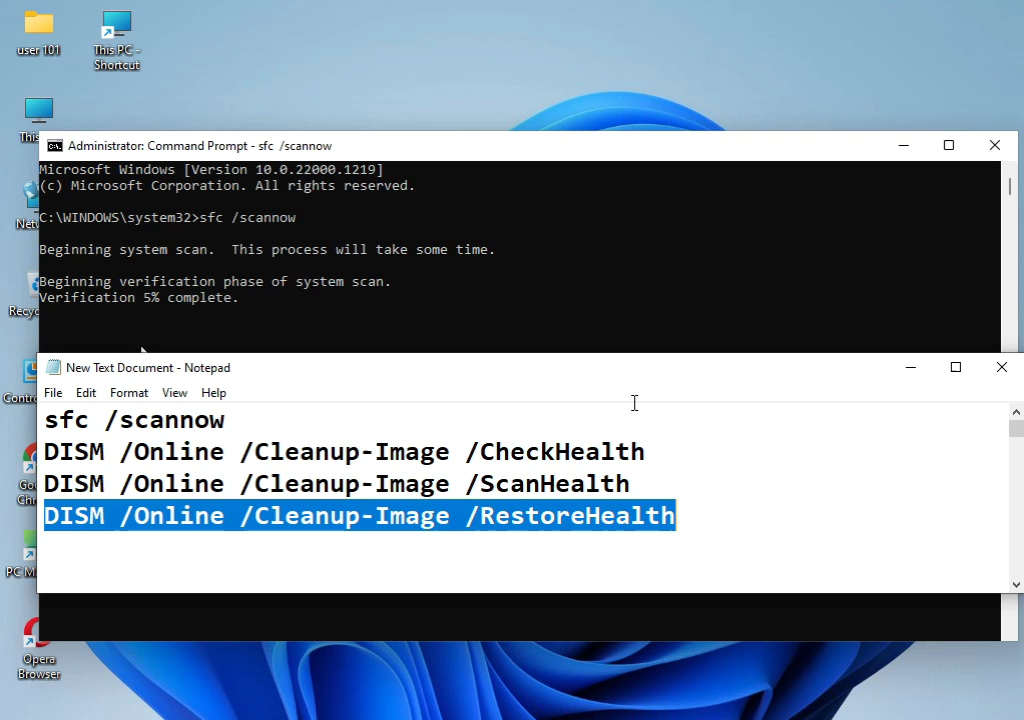 user 101
This PC -
Shortcut
Administrator: Command Prompt - sfc  /scannow
Microsoft Windows [Version 10.0.22000.1219]
(c) Microsoft Corporation. All rights reserved.
C:\WINDOWS\system32>sfc /scannow
Beginning system scan.  This process will take some time.
Beginning verification phase of system scan.
Verification 5% complete.
New Text Document - Notepad
File Edit Format View Help
sfc /scannow
DISM /Online /Cleanup-Image /CheckHealth
DISM /Online /Cleanup-Image /ScanHealth
DISM /Online /Cleanup-Image /RestoreHealth
Opera
Browser